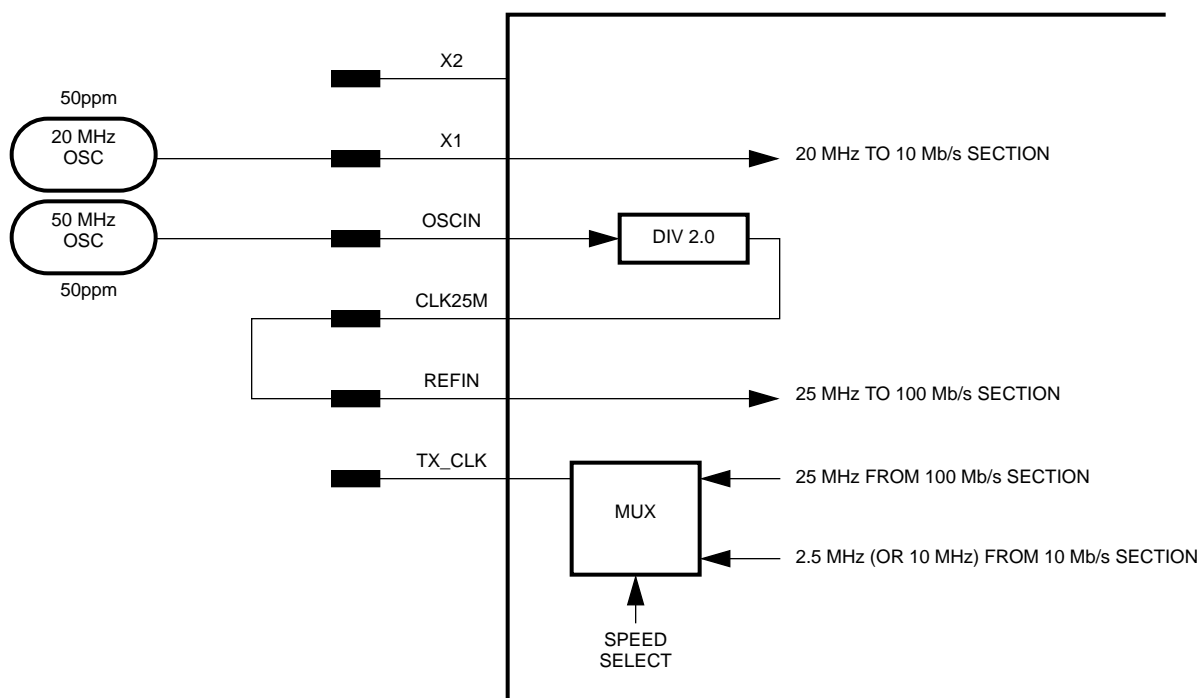 X2
50ppm
20 MHz
OSC
X1
20 MHz TO 10 Mb/s SECTION
50 MHz
OSC
50ppm
OSCIN
DIV 2.0
CLK25M
REFIN
25 MHz TO 100 Mb/s SECTION
TX_CLK
MUX
25 MHz FROM 100 Mb/s SECTION
2.5 MHz (OR 10 MHz) FROM 10 Mb/s SECTION
SPEED
SELECT